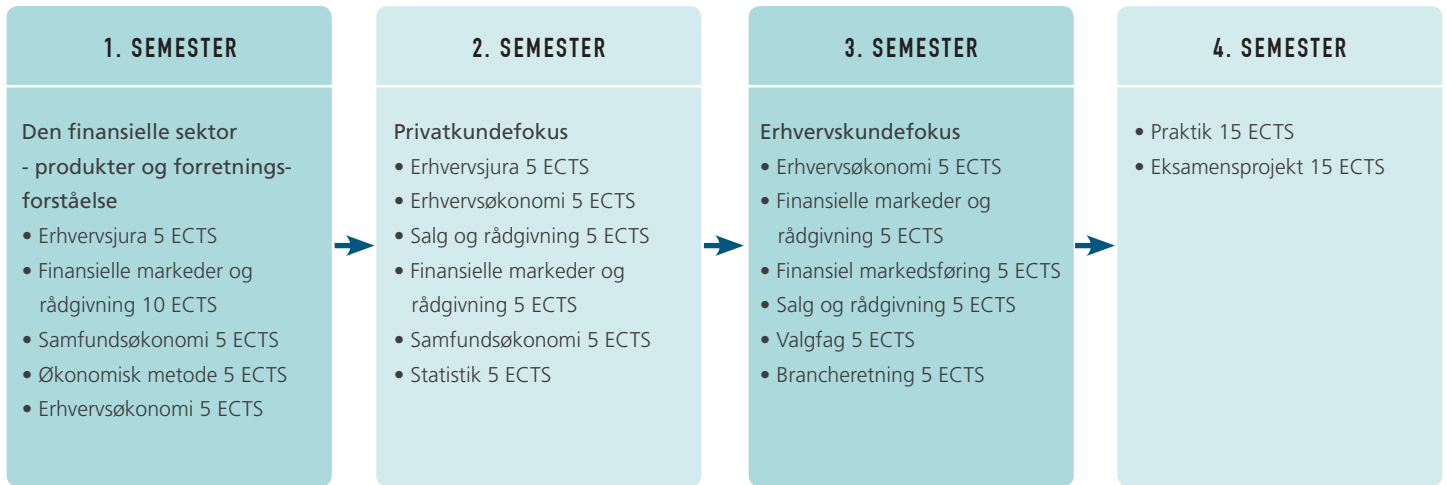 1. SEMESTER
Den finansielle sektor
- produkter og forretnings-
forståelse
• Erhvervsjura 5 ECTS
• Finansielle markeder og
rådgivning 10 ECTS
• Samfundsøkonomi 5 ECTS
• Økonomisk metode 5 ECTS
• Erhvervsøkonomi 5 ECTS
2. SEMESTER
Privatkundefokus
• Erhvervsjura 5 ECTS
• Erhvervsøkonomi 5 ECTS
• Salg og rådgivning 5 ECTS
• Finansielle markeder og
rådgivning 5 ECTS
• Samfundsøkonomi 5 ECTS
• Statistik 5 ECTS
3. SEMESTER
Erhvervskundefokus
• Erhvervsøkonomi 5 ECTS
• Finansielle markeder og
rådgivning 5 ECTS
• Finansiel markedsføring 5 ECTS
• Salg og rådgivning 5 ECTS
• Valgfag 5 ECTS
• Brancheretning 5 ECTS
4. SEMESTER
• Praktik 15 ECTS
• Eksamensprojekt 15 ECTS